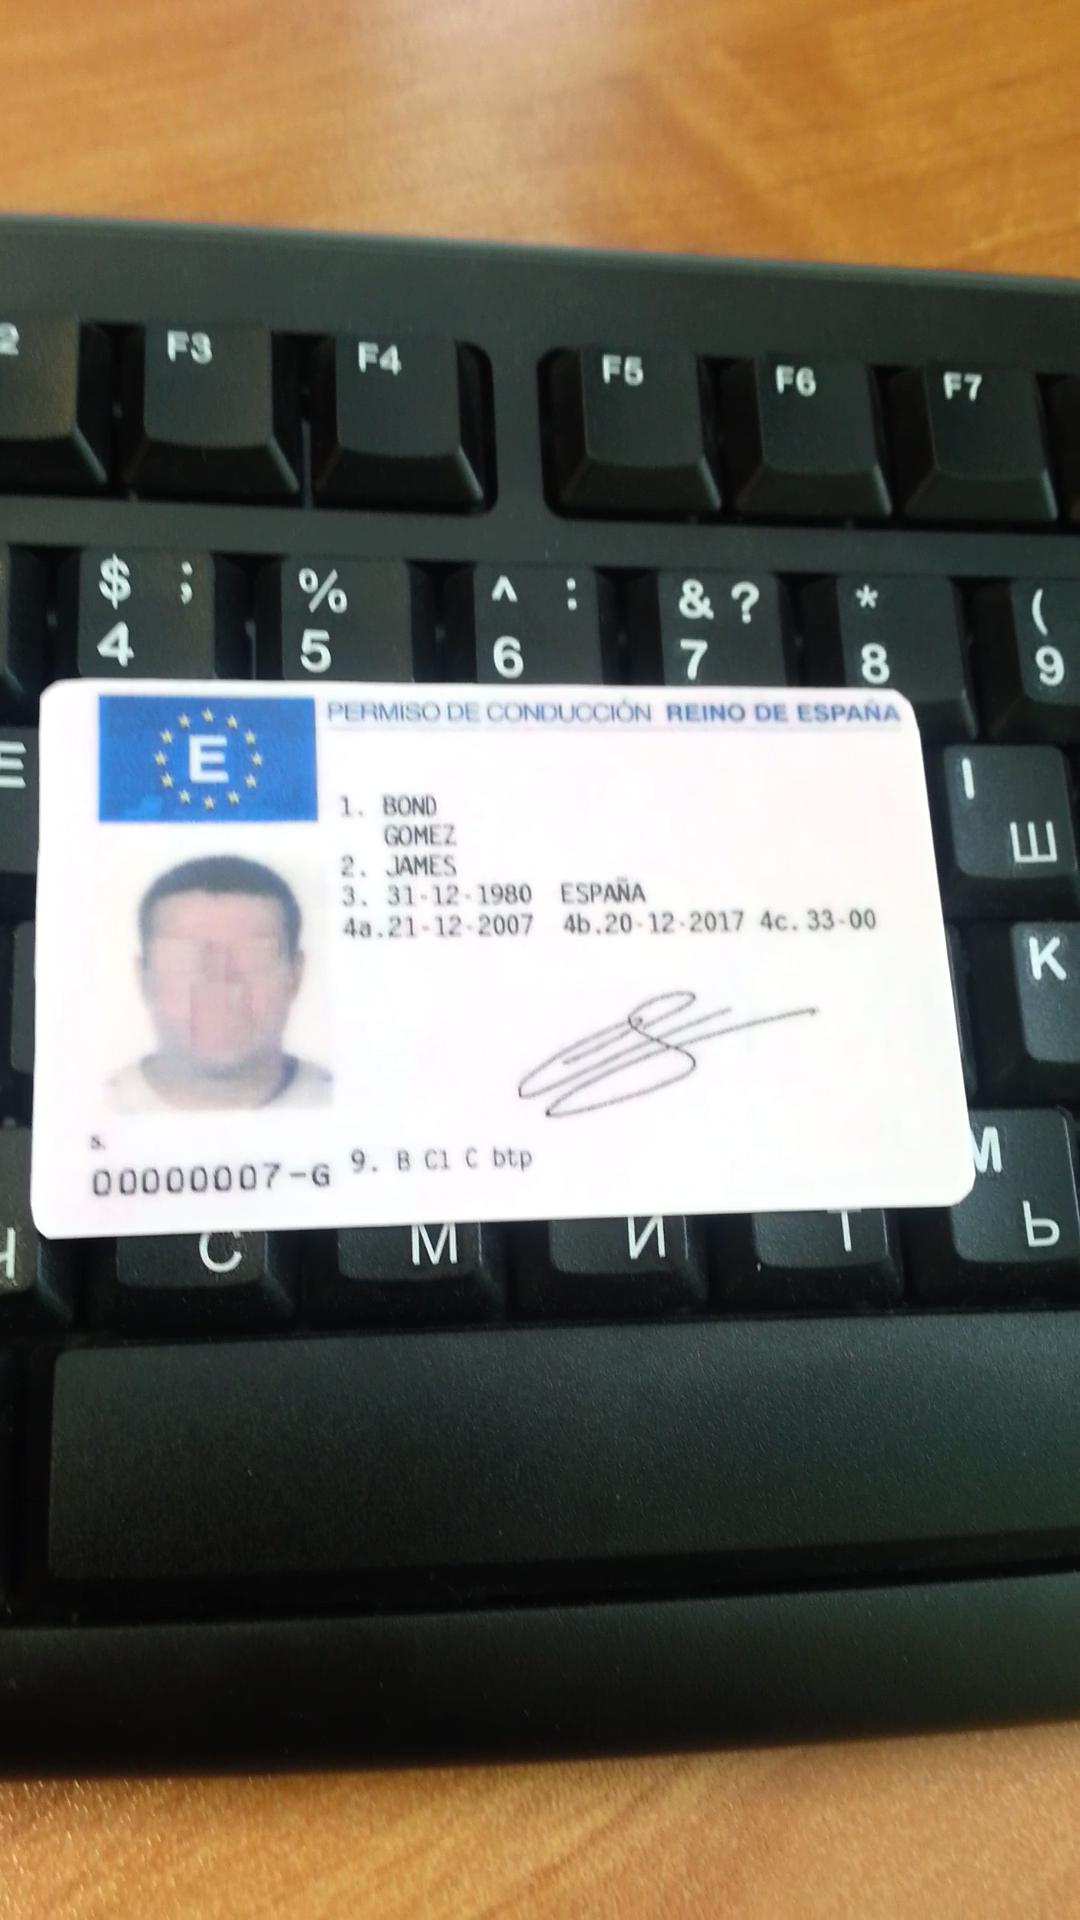 2 F3 F4 F5 F6 F7
$ ; % ^ : & ? * (
4 5 6 7 8 9
E
PERMISO DE CONDUCCIÓN REINO DE ESPAÑA
E
I
Ш
1. BOND
GOMEZ
2. JAMES
3. 31-12-1980 ESPAÑA
4a.21-12-2007 4b.20-12-2017 4c. 33-00
K
M
9. B C1 C btp
00000007-G
Ч С М И Т Ь